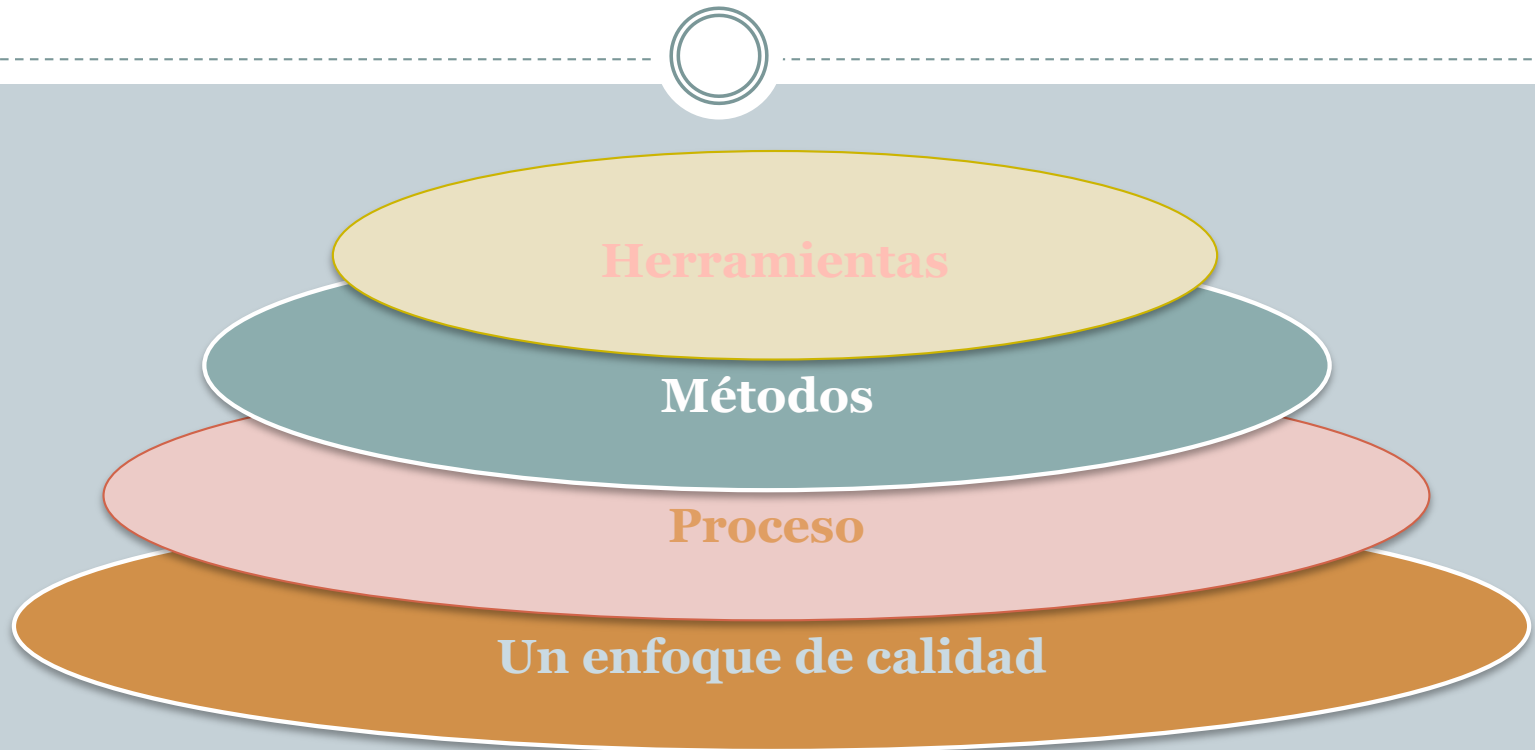 Herramientas
Métodos
Proceso
Un enfoque de calidad